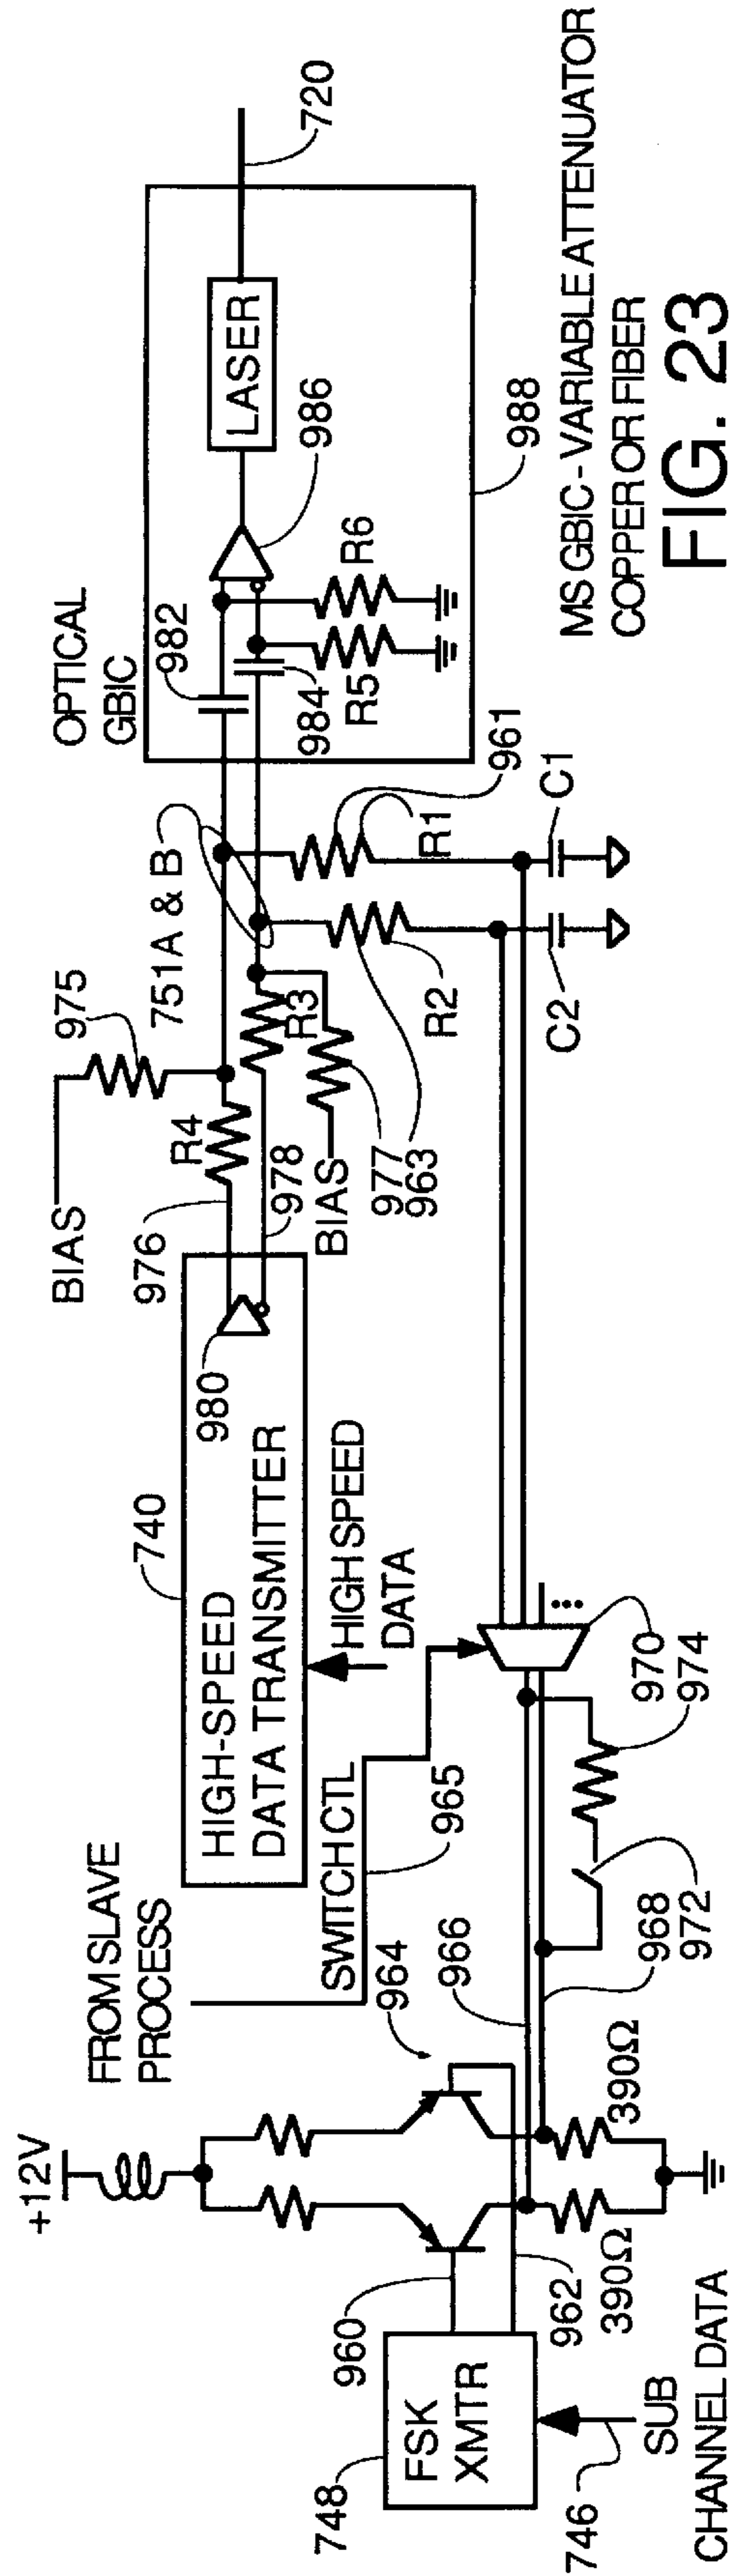 +12V
FROM SLAVE
PROCESS
748
FSK
XMTR
746
SUB
CHANNEL DATA
960
962
390Ω
390Ω
964
966
968
972
SWITCH CTL
965
970
974
740
HIGH-SPEED
DATA TRANSMITTER
HIGH SPEED
DATA
980
976
978
BIAS
BIAS
975
R4
R3
977
963
751A & B
R2
R1
961
C2
C1
OPTICAL
GBIC
982
984
R5
R6
986
LASER
988
720
MS GBIC - VARIABLE ATTENUATOR
COPPER OR FIBER
FIG. 23